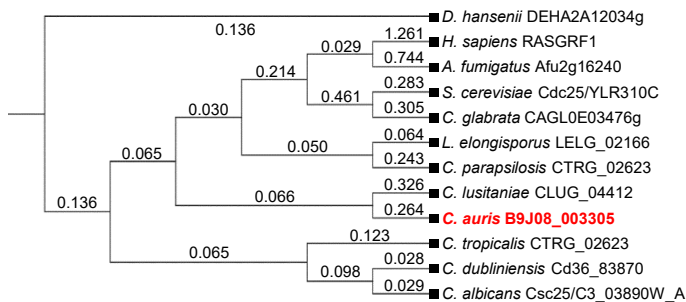 D. hansenii DEHA2A12034g
0.136
1.261
H. sapiens RASGRF1
0.029
0.744
A. fumigatus Afu2g16240
0.214
0.283
S. cerevisiae Cdc25/YLR310C
0.461
0.305
C. glabrata CAGL0E03476g
0.030
0.064
L. elongisporus LELG_02166
0.050
0.243
C. parapsilosis CTRG_02623
0.065
0.326
C. lusitaniae CLUG_04412
0.066
0.264
C. auris B9J08_003305
0.136
0.123
C. tropicalis CTRG_02623
0.065
0.028
C. dubliniensis Cd36_83870
0.098
0.029
C. albicans Csc25/C3_03890W_A